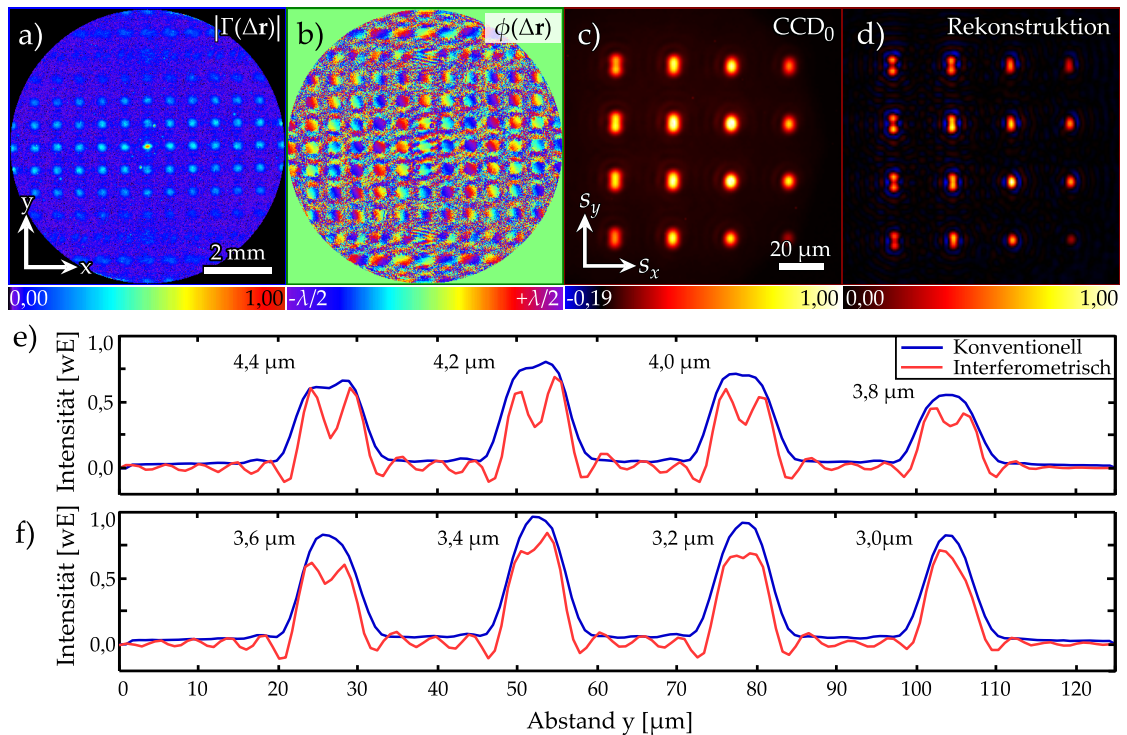 a) |Γ(Δr)|
b) ϕ(Δr)
c) CCD0
d) Rekonstruktion
y
x
2 mm
sy
sx
20 µm
0,00 1,00
-λ/2 +λ/2
-0,19 1,00
0,00 1,00
e)
Intensität [wE]
1,0
0,5
0,0
4,4 µm
4,2 µm
4,0 µm
3,8 µm
Konventionell
Interferometrisch
f)
Intensität [wE]
1,0
0,5
0,0
3,6 µm
3,4 µm
3,2 µm
3,0µm
0 10 20 30 40 50 60 70 80 90 100 110 120
Abstand y [µm]